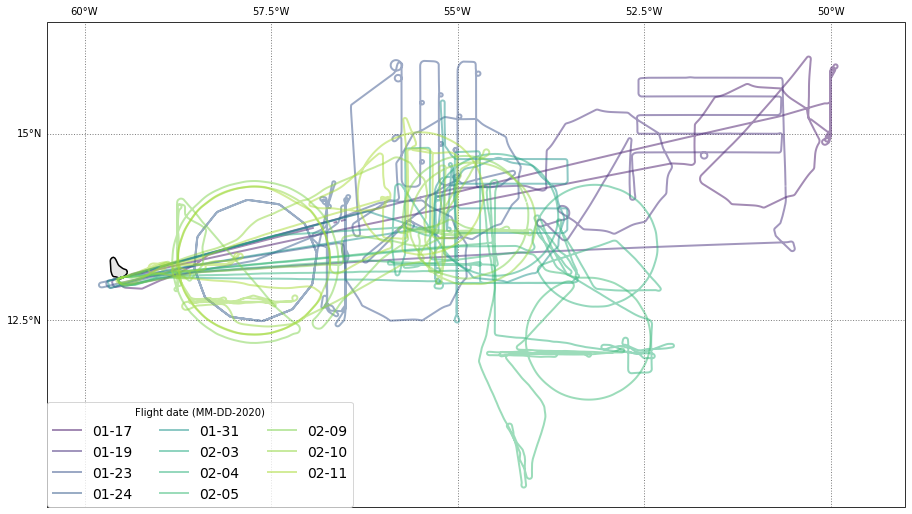 60°W 57.5°W 55°W 52.5°W 50°W
15°N
12.5°N
Flight date (MM-DD-2020)
01-17 01-31 02-09
01-19 02-03 02-10
01-23 02-04 02-11
01-24 02-05